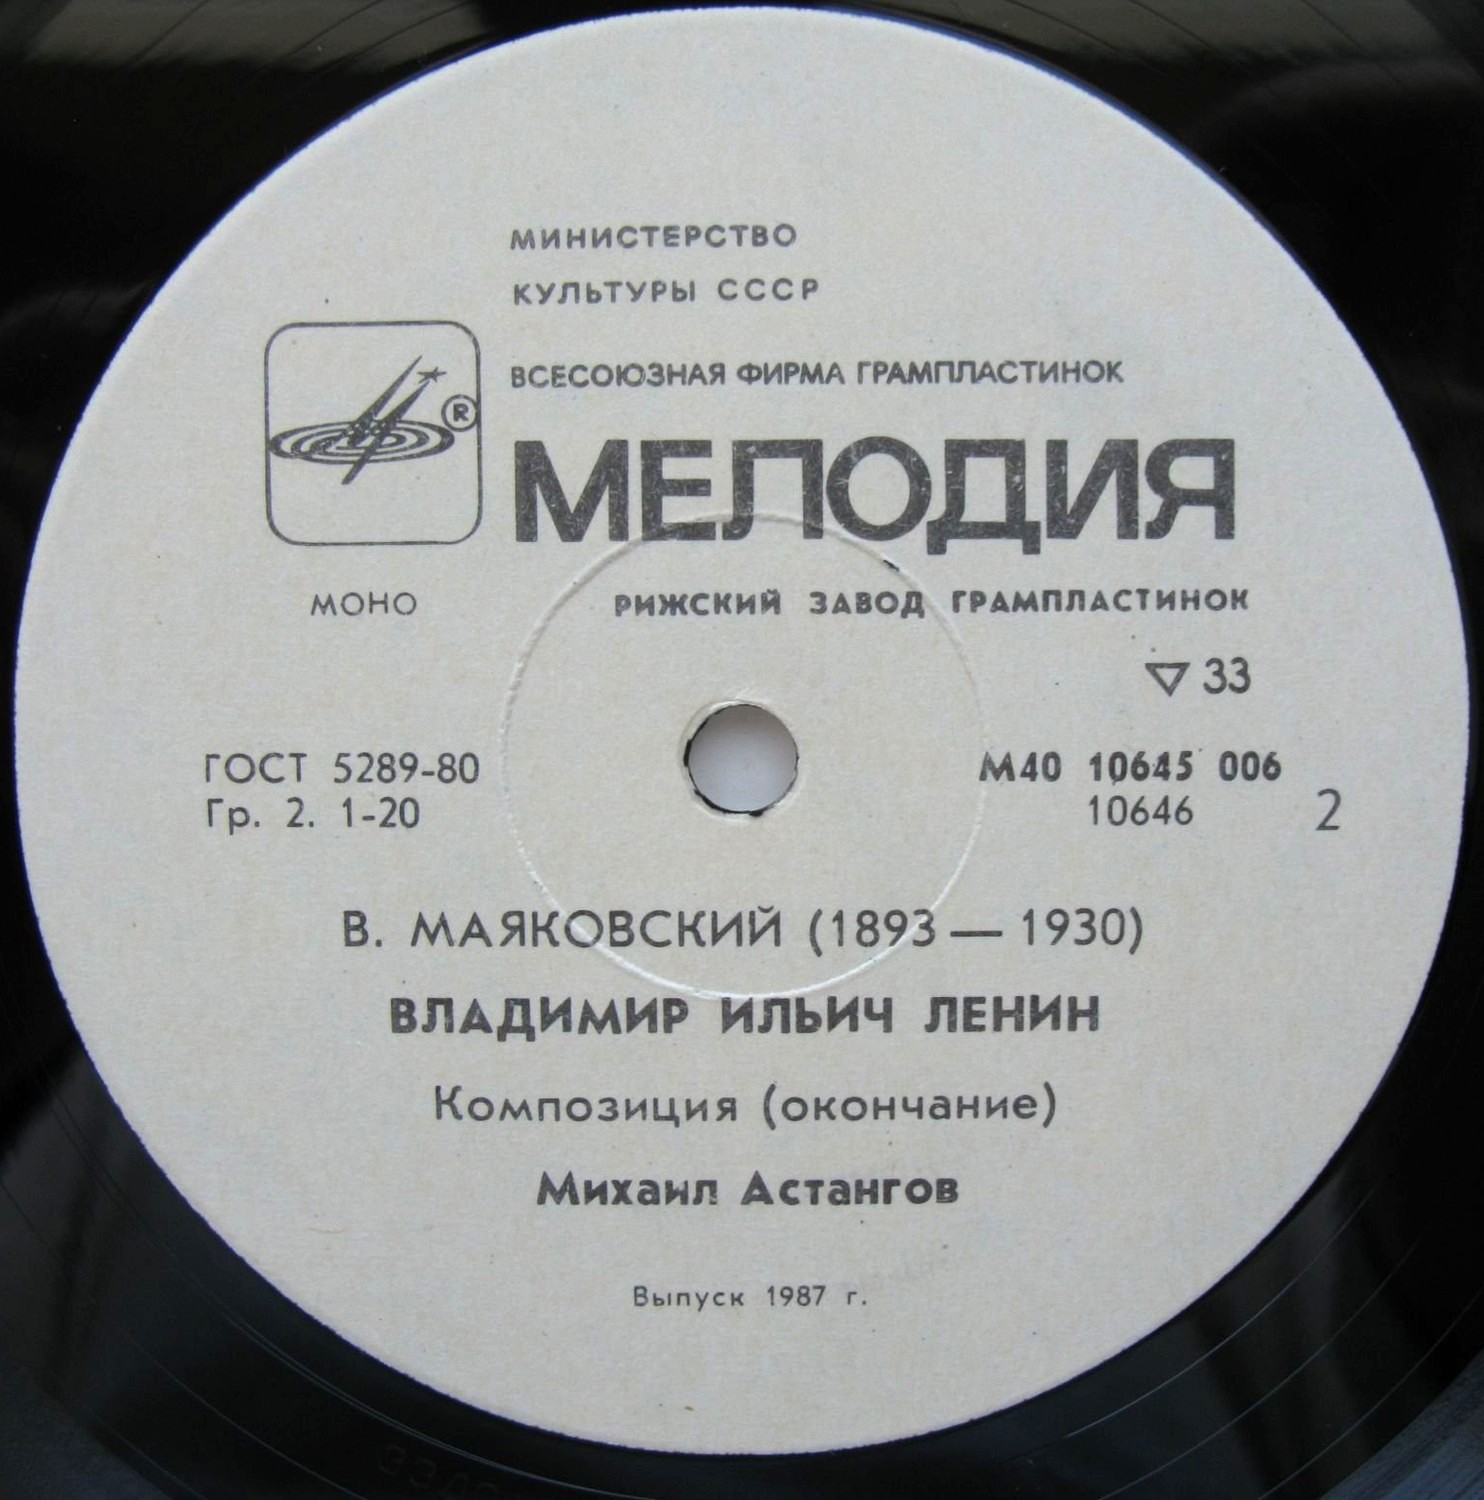 МИНИСТЕРСТВО
КУЛЬТУРЫ СССР
ВСЕСОЮЗНАЯ ФИРМА ГРАМПЛАСТИНОК
®
МЕЛОДИЯ
МОНО
РИЖСКИЙ ЗАВОД ГРАМПЛАСТИНОК
▽ 33
ГОСТ 5289-80
Гр. 2. 1-20
М40 10645 006
10646
2
В. МАЯКОВСКИЙ (1893 — 1930)
ВЛАДИМИР ИЛЬИЧ ЛЕНИН
Композиция (окончание)
Михаил Астангов
Выпуск 1987 г.